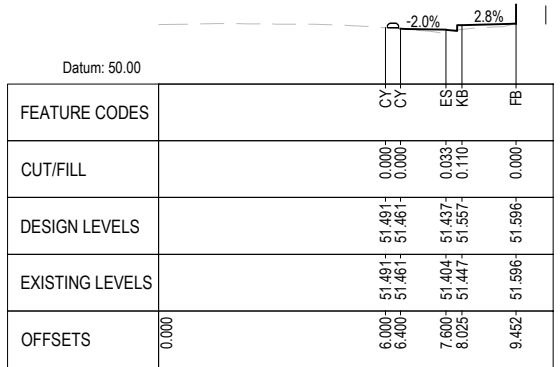 -2.0% 2.8%
Datum: 50.00
FEATURE CODES CY CY ES KB FB
CUT/FILL 0.000 0.000 0.033 0.110 0.000
DESIGN LEVELS 51.491 51.461 51.437 51.557 51.596
EXISTING LEVELS 51.491 51.461 51.404 51.447 51.596
OFFSETS 0.000 6.000 6.400 7.600 8.025 9.452